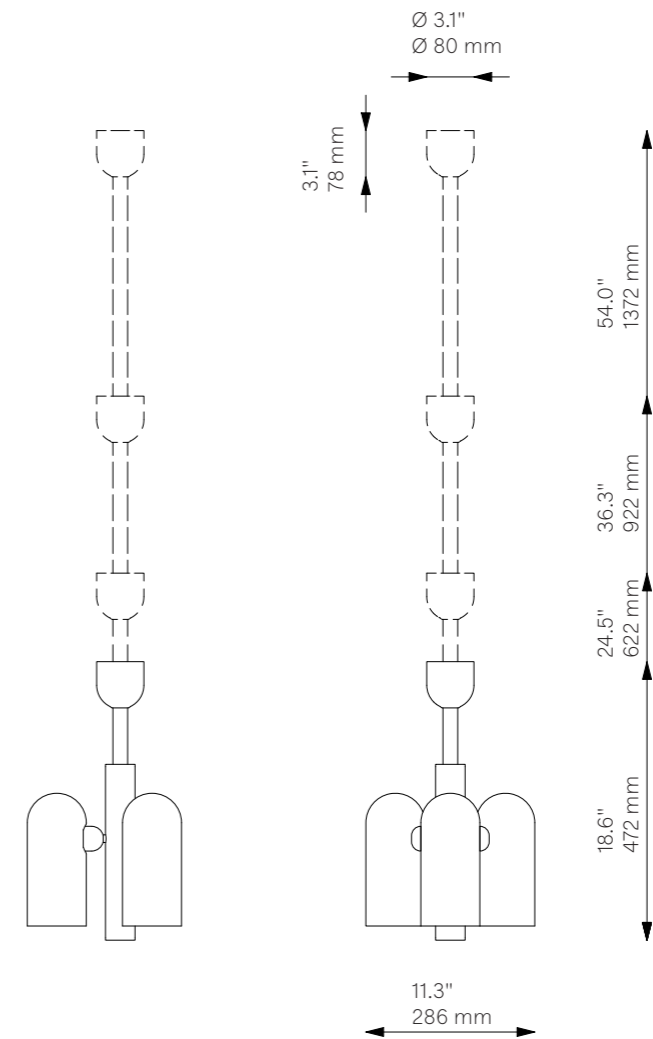 Ø 3.1"
Ø 80 mm
3.1"
78 mm
54.0"
1372 mm
36.3"
922 mm
24.5"
622 mm
18.6"
472 mm
11.3"
286 mm